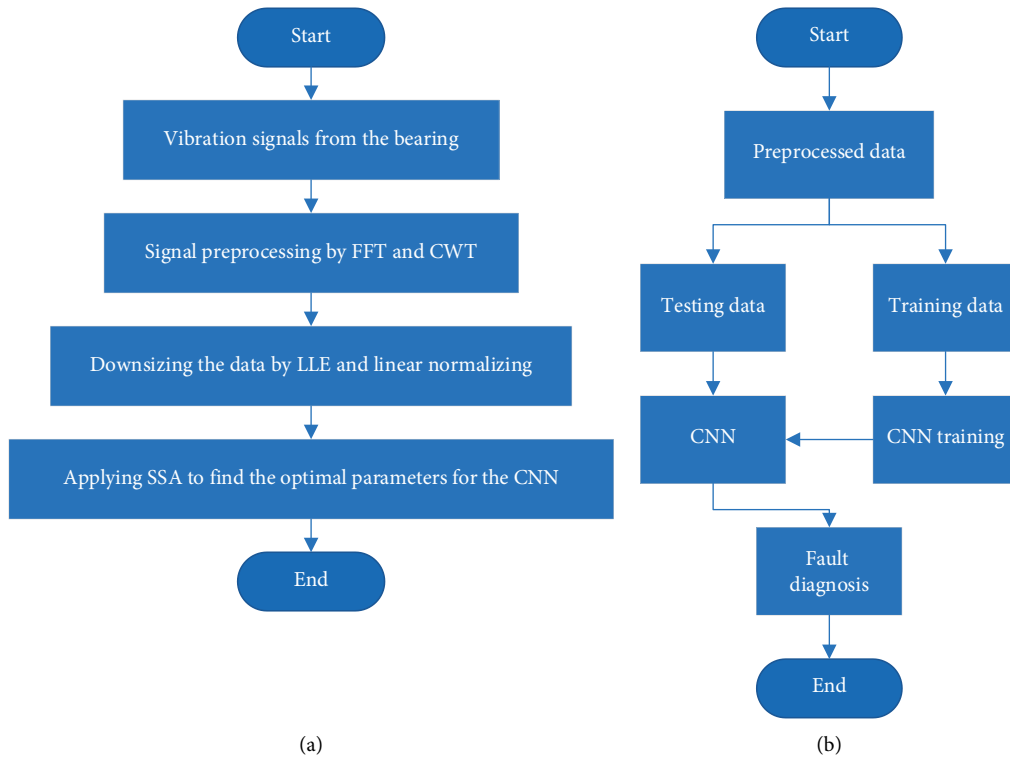 Start
Vibration signals from the bearing
Signal preprocessing by FFT and CWT
Downsizing the data by LLE and linear normalizing
Applying SSA to find the optimal parameters for the CNN
End
(a)
Start
Preprocessed data
Testing data
Training data
CNN
CNN training
Fault
diagnosis
End
(b)